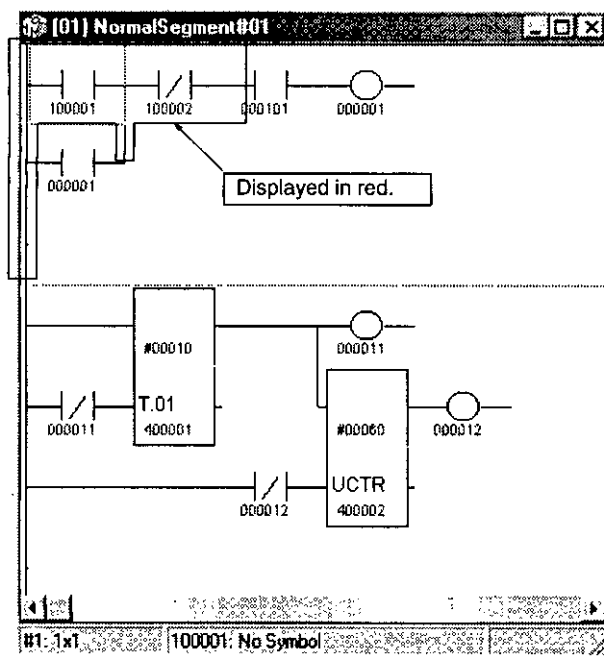 [01] NormalSegment#01
100001 100002 000101 000001
000001
Displayed in red.
#00010 000011
000011 T.01 400001
#00060 000012
000012 UCTR 400002
#1: 1x1 100001: No Symbol